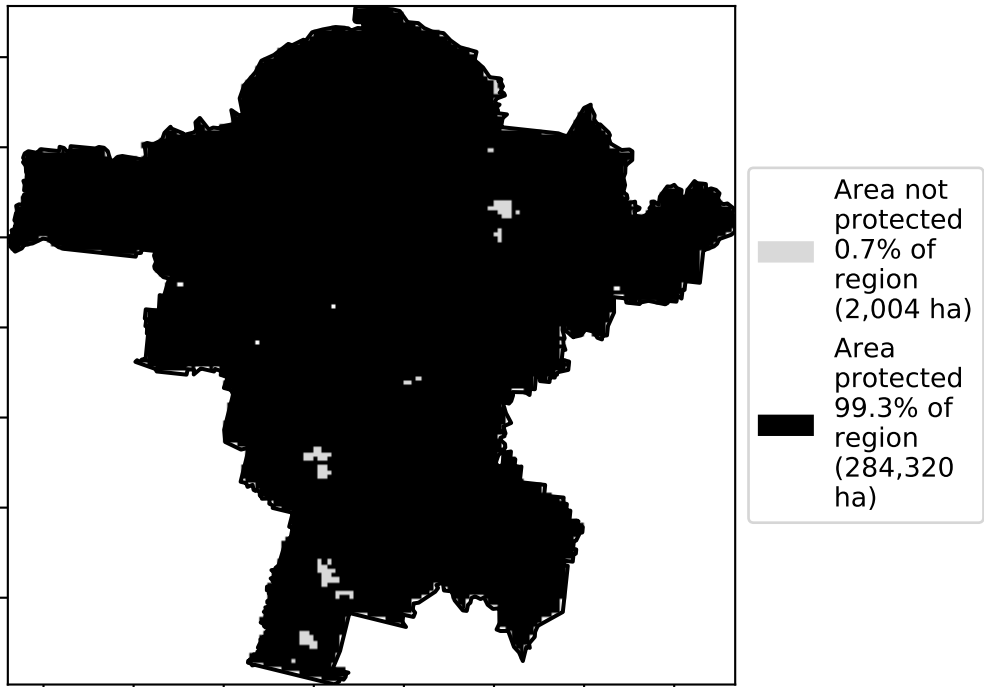 Area not
protected
0.7% of
region
(2,004 ha)
Area
protected
99.3% of
region
(284,320
ha)